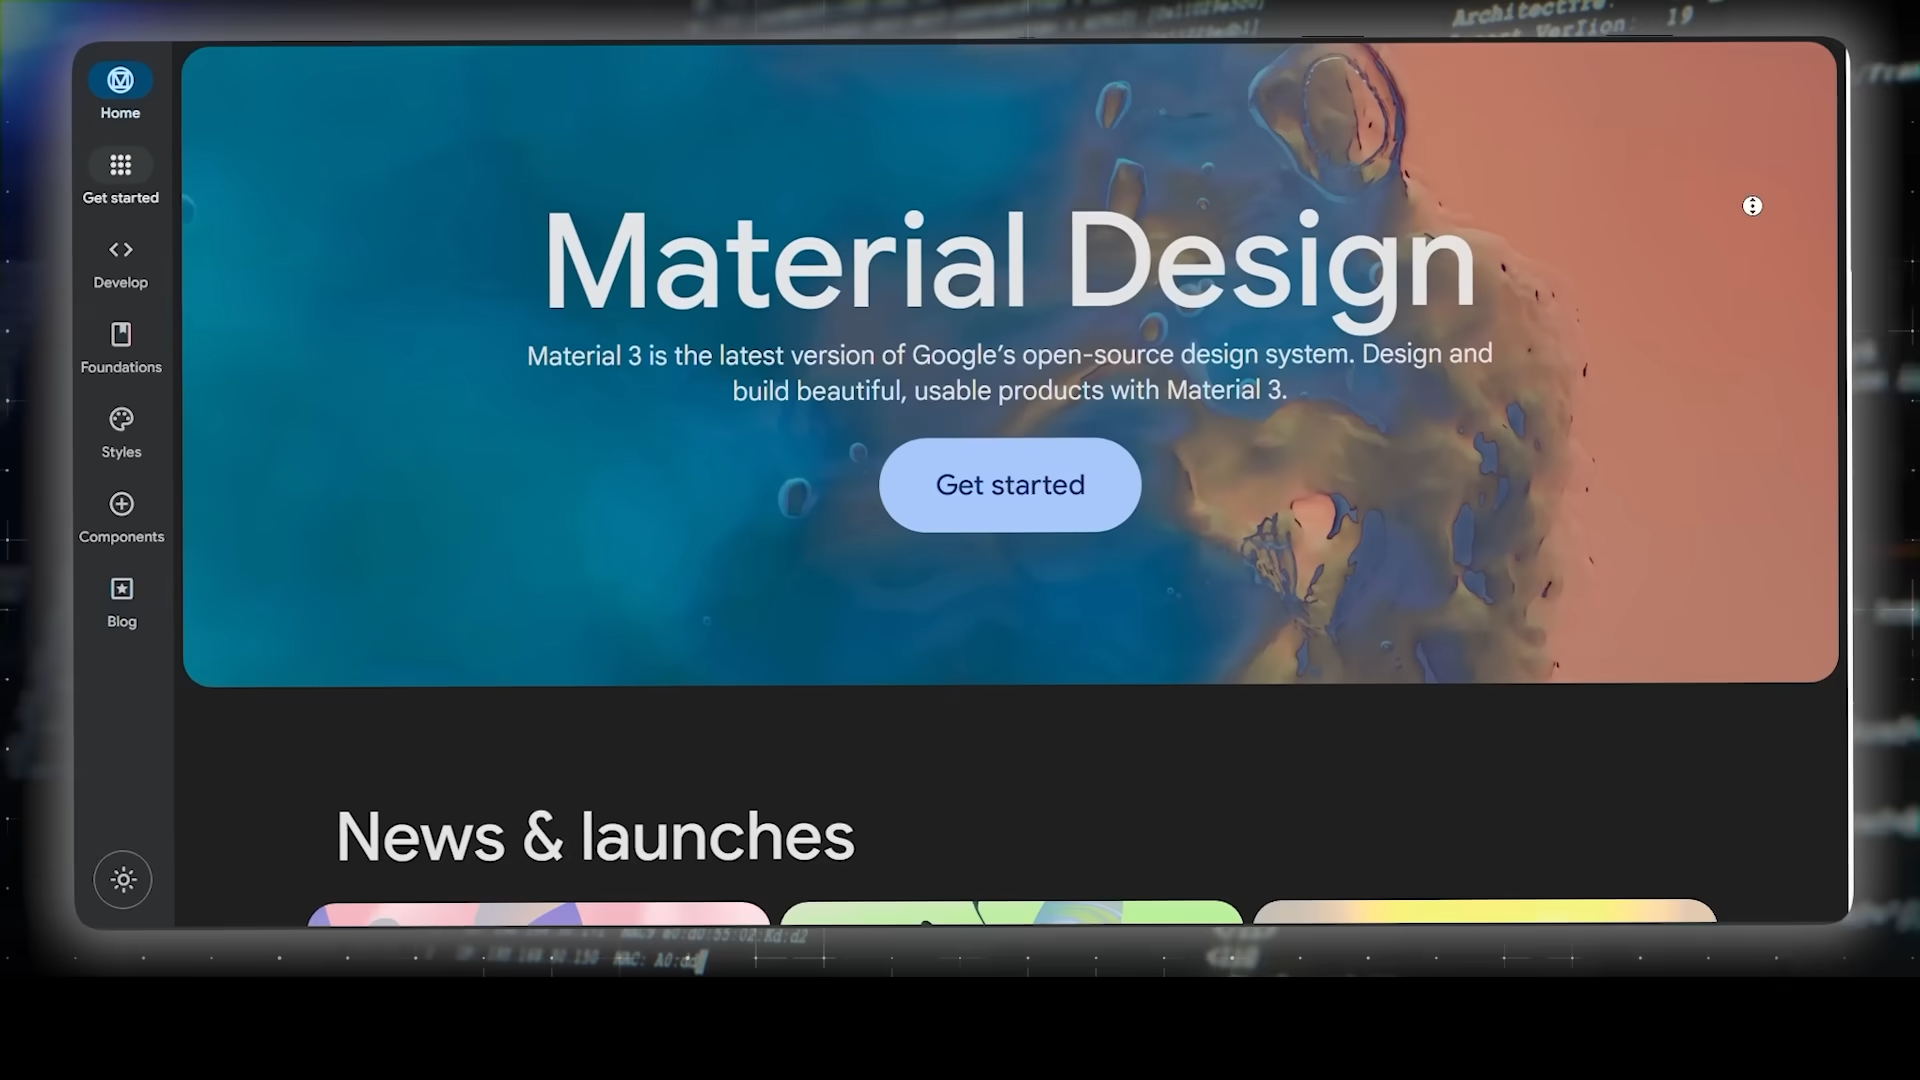 Home
Get started
Develop
Foundations
Styles
Components
Blog
Material Design
Material 3 is the latest version of Google's open-source design system. Design and
build beautiful, usable products with Material 3.
Get started
News & launches